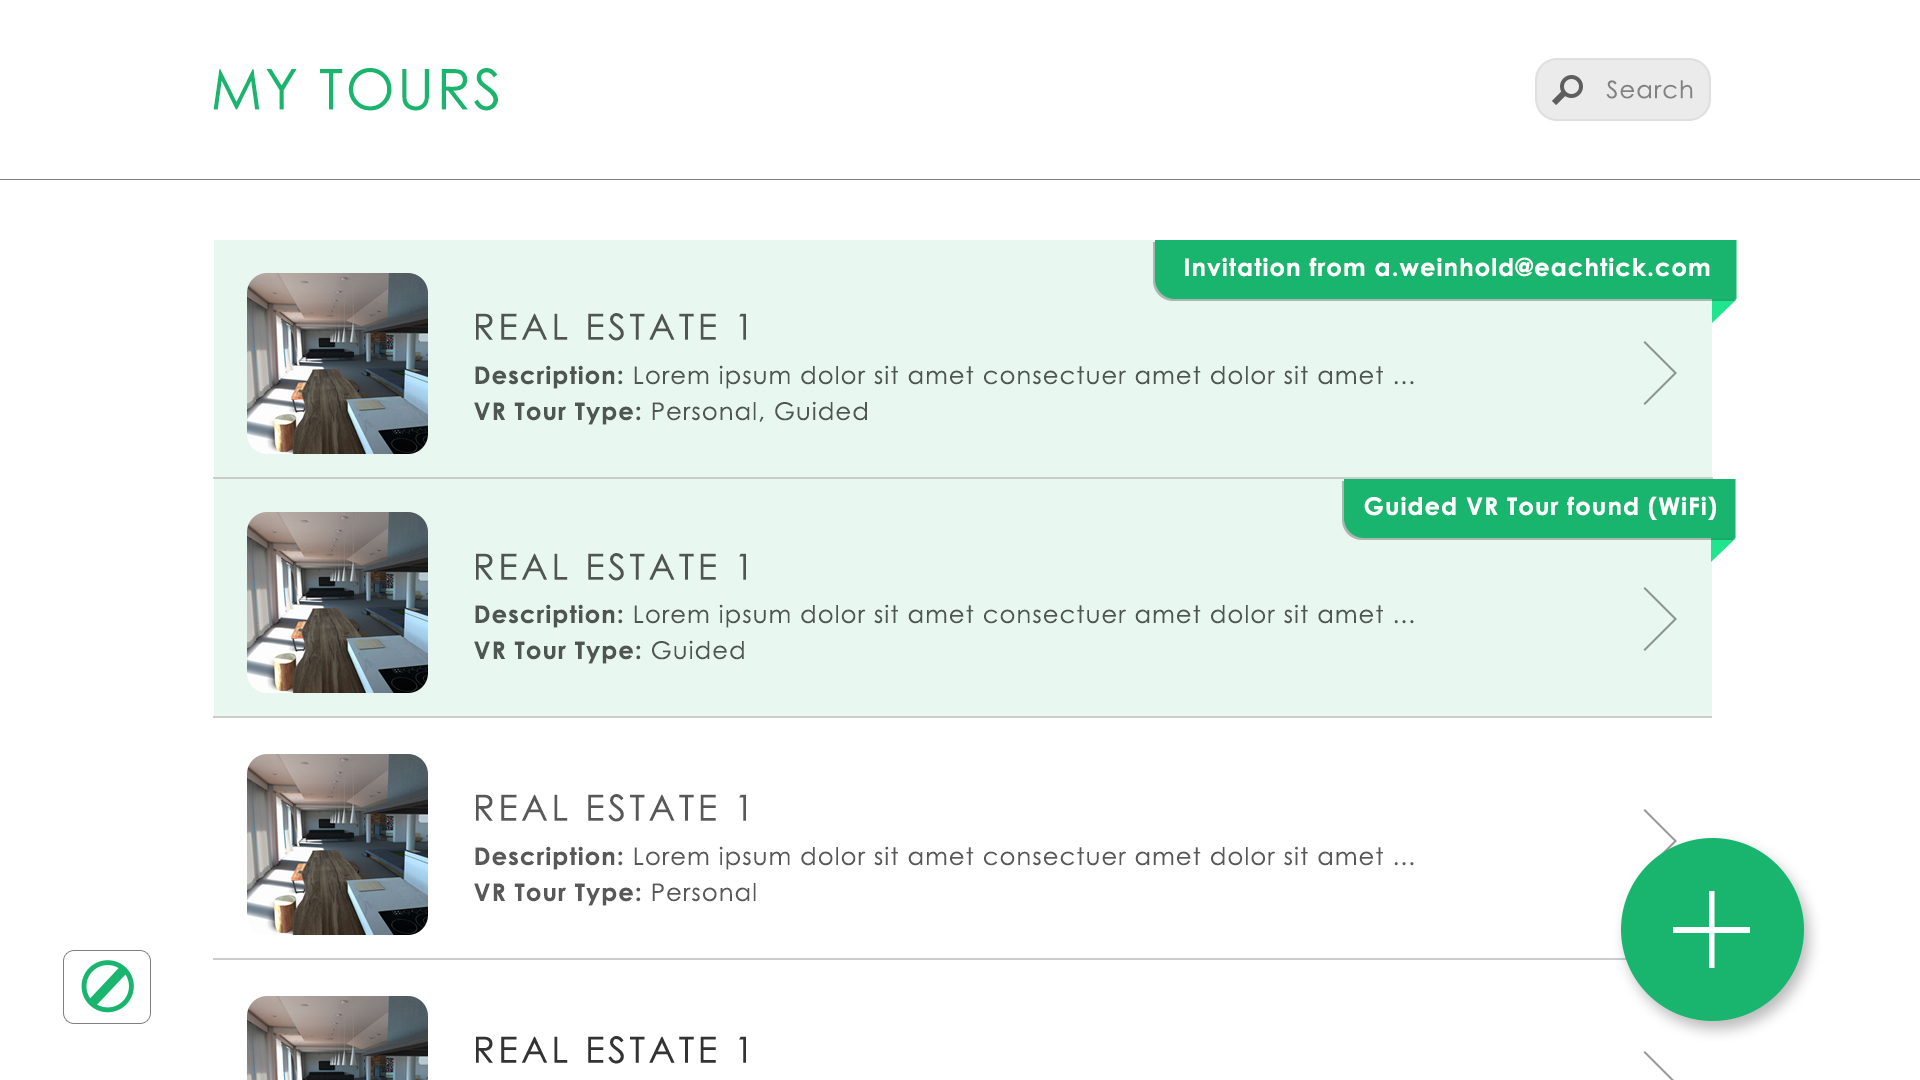 MY TOURS
Search
Invitation from a.weinhold@eachtick.com
REAL ESTATE 1
Description: Lorem ipsum dolor sit amet consectuer amet dolor sit amet ...
VR Tour Type: Personal, Guided
Guided VR Tour found (WiFi)
REAL ESTATE 1
Description: Lorem ipsum dolor sit amet consectuer amet dolor sit amet ...
VR Tour Type: Guided
REAL ESTATE 1
Description: Lorem ipsum dolor sit amet consectuer amet dolor sit amet ...
VR Tour Type: Personal
REAL ESTATE 1